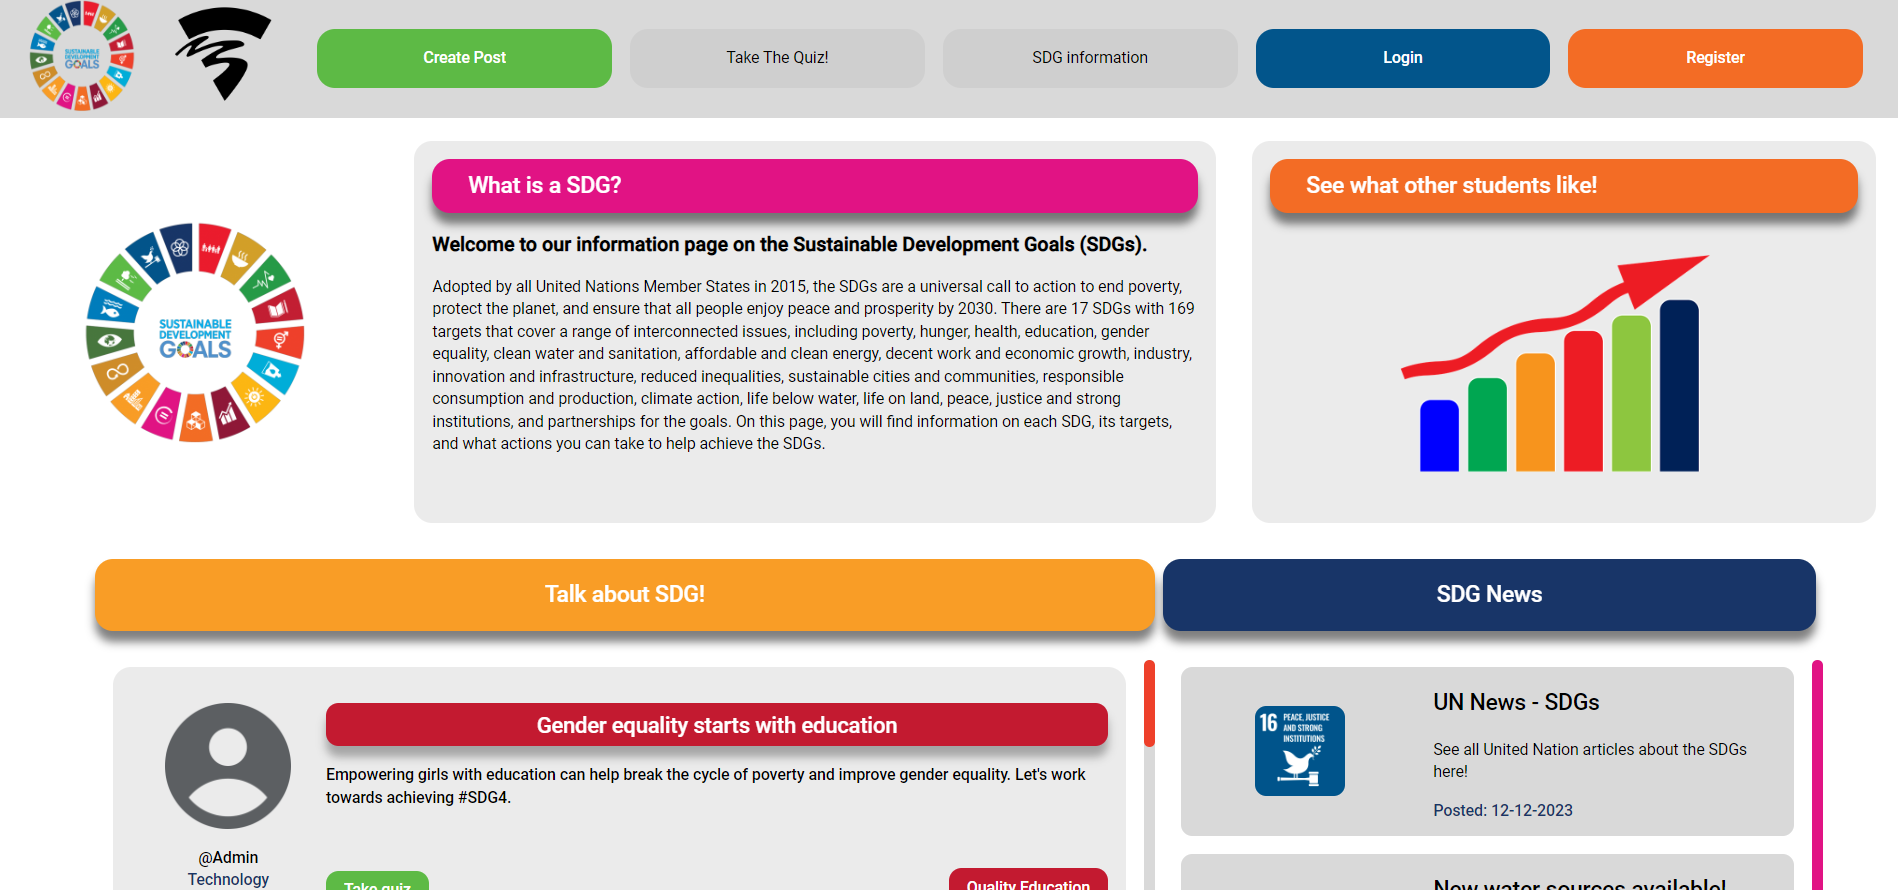 SUSTAINABLE
DEVELOPMENT
GOALS
Create Post
Take The Quiz!
SDG information
Login
Register
What is a SDG?
Welcome to our information page on the Sustainable Development Goals (SDGs).
Adopted by all United Nations Member States in 2015, the SDGs are a universal call to action to end poverty,
protect the planet, and ensure that all people enjoy peace and prosperity by 2030. There are 17 SDGs with 169
targets that cover a range of interconnected issues, including poverty, hunger, health, education, gender
equality, clean water and sanitation, affordable and clean energy, decent work and economic growth, industry,
innovation and infrastructure, reduced inequalities, sustainable cities and communities, responsible
consumption and production, climate action, life below water, life on land, peace, justice and strong
institutions, and partnerships for the goals. On this page, you will find information on each SDG, its targets,
and what actions you can take to help achieve the SDGs.
See what other students like!
SUSTAINABLE
DEVELOPMENT
GOALS
Talk about SDG!
SDG News
Gender equality starts with education
Empowering girls with education can help break the cycle of poverty and improve gender equality. Let's work
towards achieving #SDG4.
@Admin
Technology
Take quiz
Quality Education
16 PEACE, JUSTICE
AND STRONG
INSTITUTIONS
UN News - SDGs
See all United Nation articles about the SDGs
here!
Posted: 12-12-2023
New water sources available!